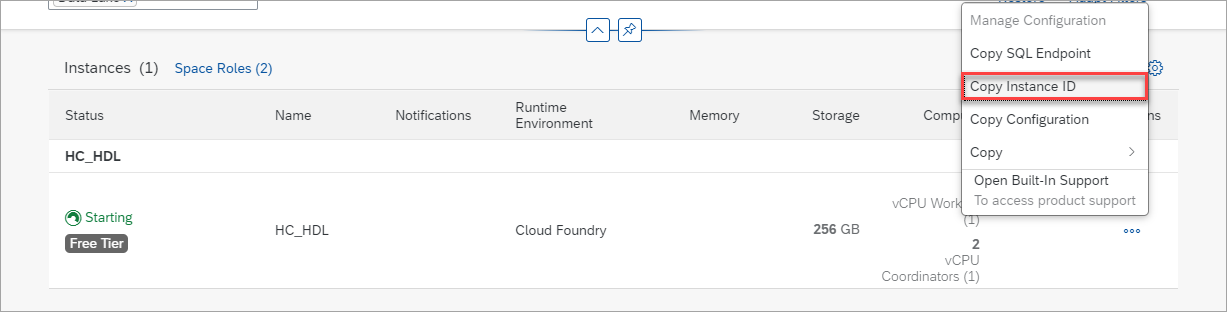 Manage Configuration
Copy SQL Endpoint
Instances (1) Space Roles (2)
Copy Instance ID
Status Name Notifications Runtime Environment Memory Storage
Copy Configuration
HC_HDL
Copy
Open Built-In Support
To access product support
Starting
Free Tier
HC_HDL
Cloud Foundry
256 GB
(1)
2
vCPU
Coordinators (1)